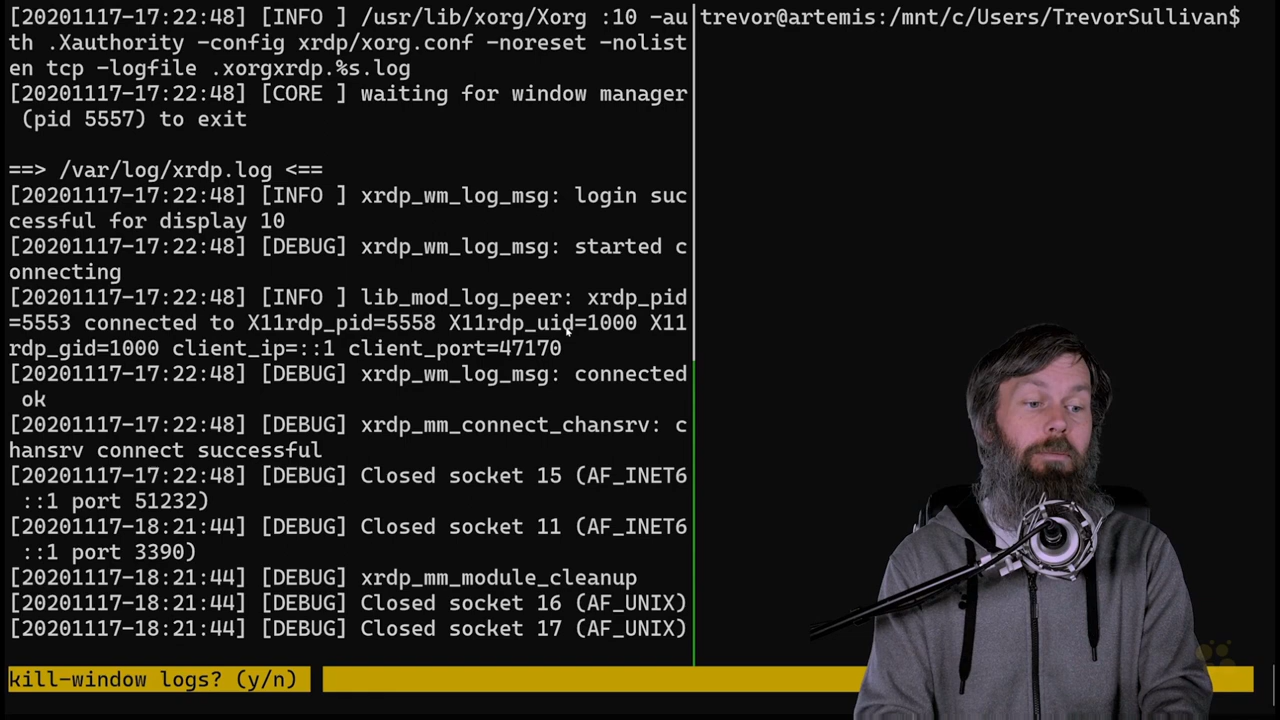 [20201117-17:22:48] [INFO ] /usr/lib/xorg/Xorg :10 -au
th .Xauthority -config xrdp/xorg.conf -noreset -nolist
en tcp -logfile .xorgxrdp.%s.log
[20201117-17:22:48] [CORE ] waiting for window manager
 (pid 5557) to exit

==> /var/log/xrdp.log <==
[20201117-17:22:48] [INFO ] xrdp_wm_log_msg: login suc
cessful for display 10
[20201117-17:22:48] [DEBUG] xrdp_wm_log_msg: started c
onnecting
[20201117-17:22:48] [INFO ] lib_mod_log_peer: xrdp_pid
=5553 connected to X11rdp_pid=5558 X11rdp_uid=1000 X11
rdp_gid=1000 client_ip=::1 client_port=47170
[20201117-17:22:48] [DEBUG] xrdp_wm_log_msg: connected
 ok
[20201117-17:22:48] [DEBUG] xrdp_mm_connect_chansrv: c
hansrv connect successful
[20201117-17:22:48] [DEBUG] Closed socket 15 (AF_INET6
 ::1 port 51232)
[20201117-18:21:44] [DEBUG] Closed socket 11 (AF_INET6
 ::1 port 3390)
[20201117-18:21:44] [DEBUG] xrdp_mm_module_cleanup
[20201117-18:21:44] [DEBUG] Closed socket 16 (AF_UNIX)
[20201117-18:21:44] [DEBUG] Closed socket 17 (AF_UNIX)
trevor@artemis:/mnt/c/Users/TrevorSullivan$
kill-window logs? (y/n)